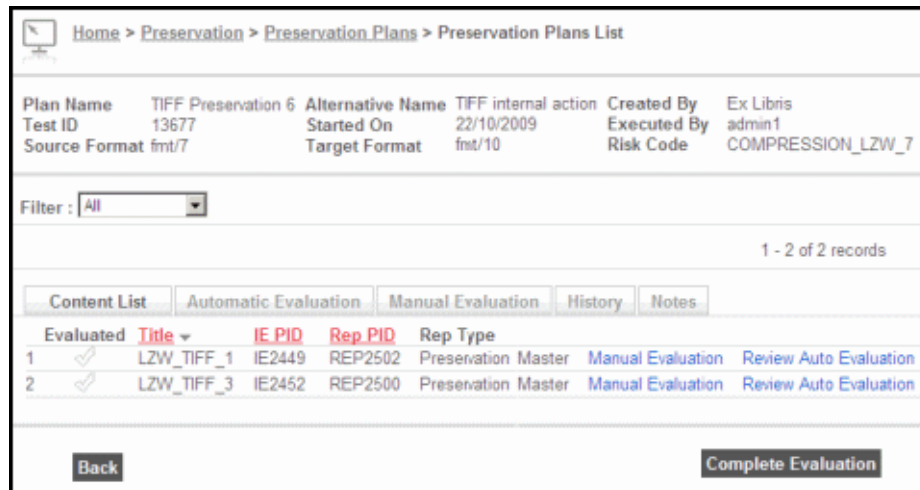 Home > Preservation > Preservation Plans > Preservation Plans List
Plan Name TIFF Preservation 6 Alternative Name TIFF internal action Created By Ex Libris
Test ID 13677 Started On 22/10/2009 Executed By admin1
Source Format fmt/7 Target Format fmt/10 Risk Code COMPRESSION_LZW_7
Filter : All
1 - 2 of 2 records
Content List Automatic Evaluation Manual Evaluation History Notes
Evaluated Title IE PID Rep PID Rep Type
1 LZW_TIFF_1 IE2449 REP2502 Preservation Master Manual Evaluation Review Auto Evaluation
2 LZW_TIFF_3 IE2452 REP2500 Preservation Master Manual Evaluation Review Auto Evaluation
Back Complete Evaluation